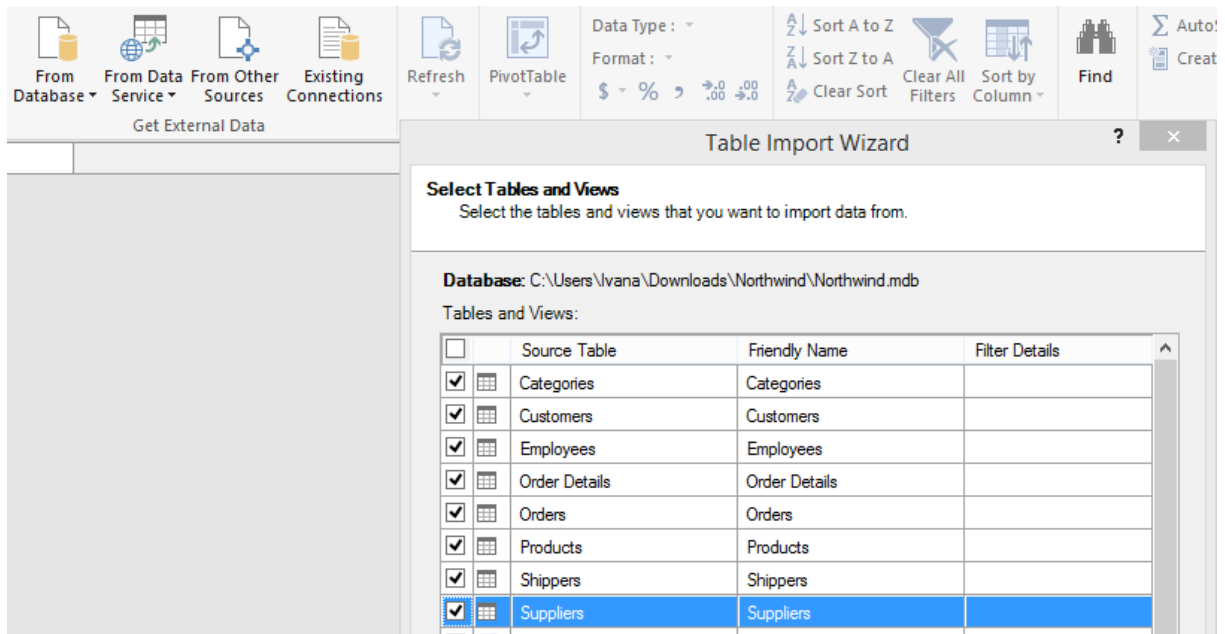 From Database
From Data Service
From Other Sources
Existing Connections
Get External Data
Refresh
PivotTable
Data Type :
Format :
$ % ,
.00 .00
Sort A to Z
Sort Z to A
Clear Sort
Clear All Filters
Sort by Column
Find
Auto
Creat
Table Import Wizard
? ×
Select Tables and Views
Select the tables and views that you want to import data from.
Database: C:\Users\Ivana\Downloads\Northwind\Northwind.mdb
Tables and Views:
Source Table Friendly Name Filter Details
Categories Categories
Customers Customers
Employees Employees
Order Details Order Details
Orders Orders
Products Products
Shippers Shippers
Suppliers Suppliers